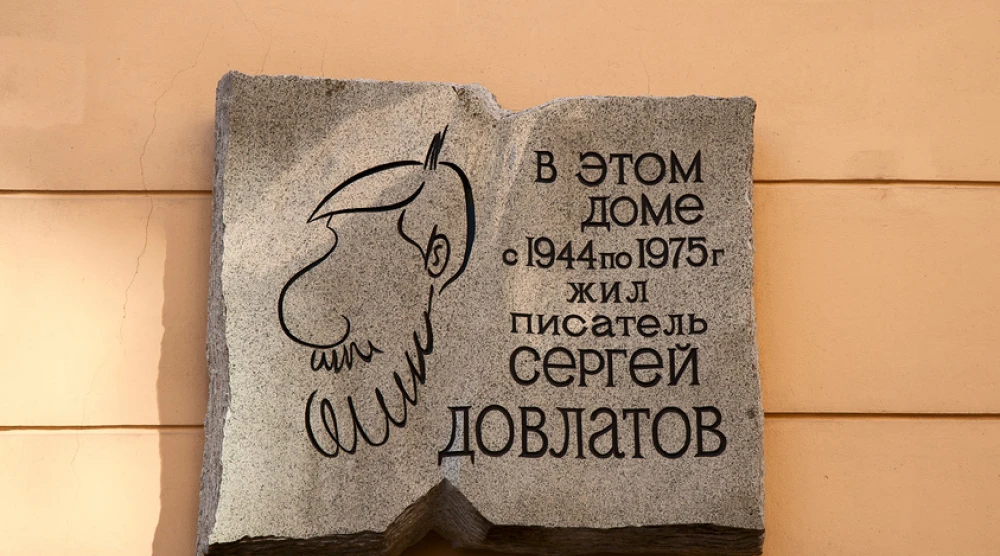 В ЭТОМ
ДОМЕ
с 1944 по 1975 г
жил
писатель
СЕРГЕЙ
ДОВЛАТОВ